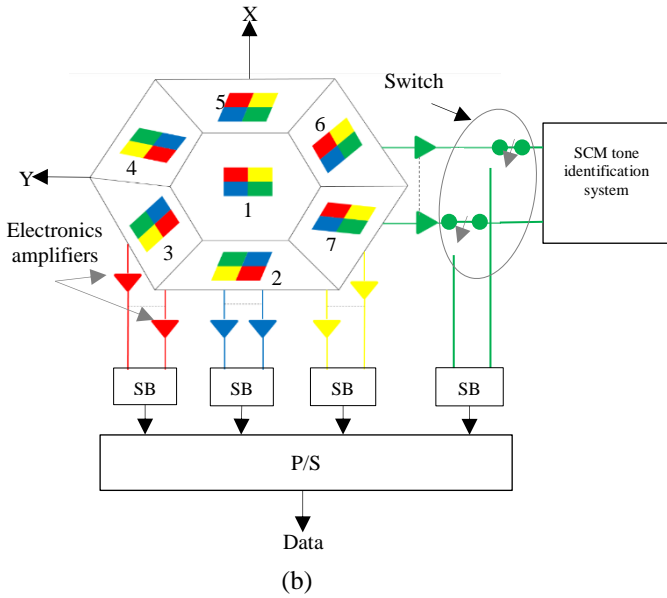 X
Switch
5
6
SCM tone
identification
system
4
Y
1
Electronics
amplifiers
3
7
2
SB
SB
SB
SB
P/S
Data
(b)